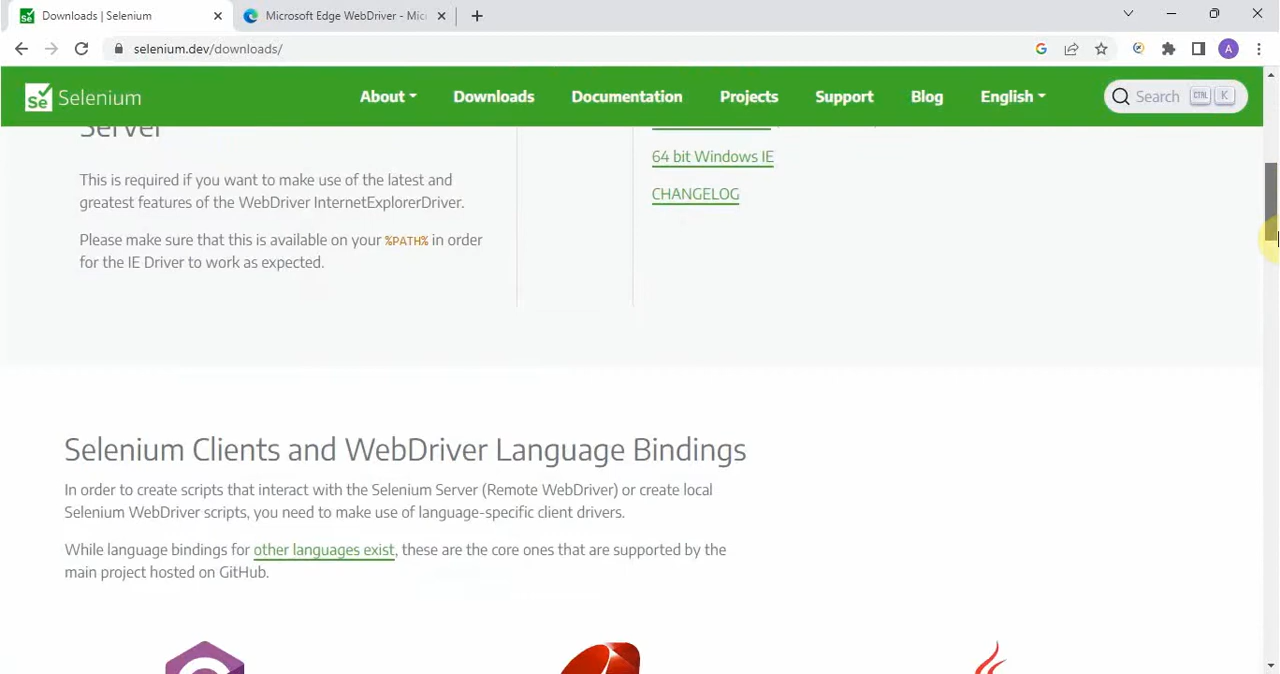 Downloads | Selenium
Microsoft Edge WebDriver - Mic
selenium.dev/downloads/
A
Se Selenium
About
Downloads
Documentation
Projects
Support
Blog
English
Search CTRL K
Server
This is required if you want to make use of the latest and
greatest features of the WebDriver InternetExplorerDriver.
Please make sure that this is available on your %PATH% in order
for the IE Driver to work as expected.
64 bit Windows IE
CHANGELOG
Selenium Clients and WebDriver Language Bindings
In order to create scripts that interact with the Selenium Server (Remote WebDriver) or create local
Selenium WebDriver scripts, you need to make use of language-specific client drivers.
While language bindings for other languages exist, these are the core ones that are supported by the
main project hosted on GitHub.